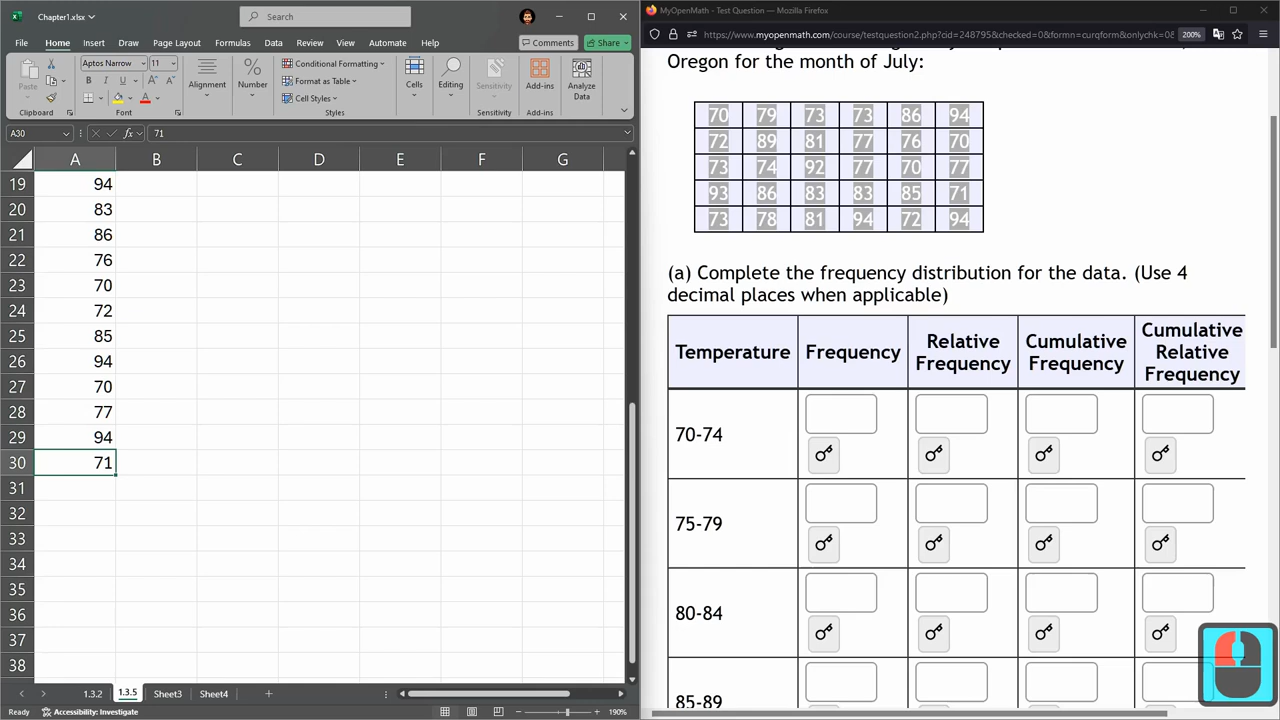 Chapter1.xlsx
Search
File Home Insert Draw Page Layout Formulas Data Review View Automate Help
Comments Share
Paste
Aptos Narrow 11
A^ Aˇ
B I U
A
Alignment
Number
Conditional Formatting
Format as Table
Cell Styles
Cells
Editing
Add-ins
Analyze Data
Clipboard Font Styles Sensitivity Add-ins
Sensitivity
A30 fx 71
A B C D E F G
19 94
20 83
21 86
22 76
23 70
24 72
25 85
26 94
27 70
28 77
29 94
30 71
31
32
33
34
35
36
37
38
1.3.2 1.3.5 Sheet3 Sheet4 +
Ready Accessibility: Investigate 190%
MyOpenMath - Test Question — Mozilla Firefox
https://www.myopenmath.com/course/testquestion2.php?cid=248795&checked=0&formn=curqform&onlychk=0&
200%
Oregon for the month of July:
70 79 73 73 86 94
72 89 81 77 76 70
73 74 92 77 70 77
93 86 83 83 85 71
73 78 81 94 72 94
(a) Complete the frequency distribution for the data. (Use 4
decimal places when applicable)
Temperature Frequency Relative Frequency Cumulative Frequency Cumulative Relative Frequency
70-74
75-79
80-84
85-89